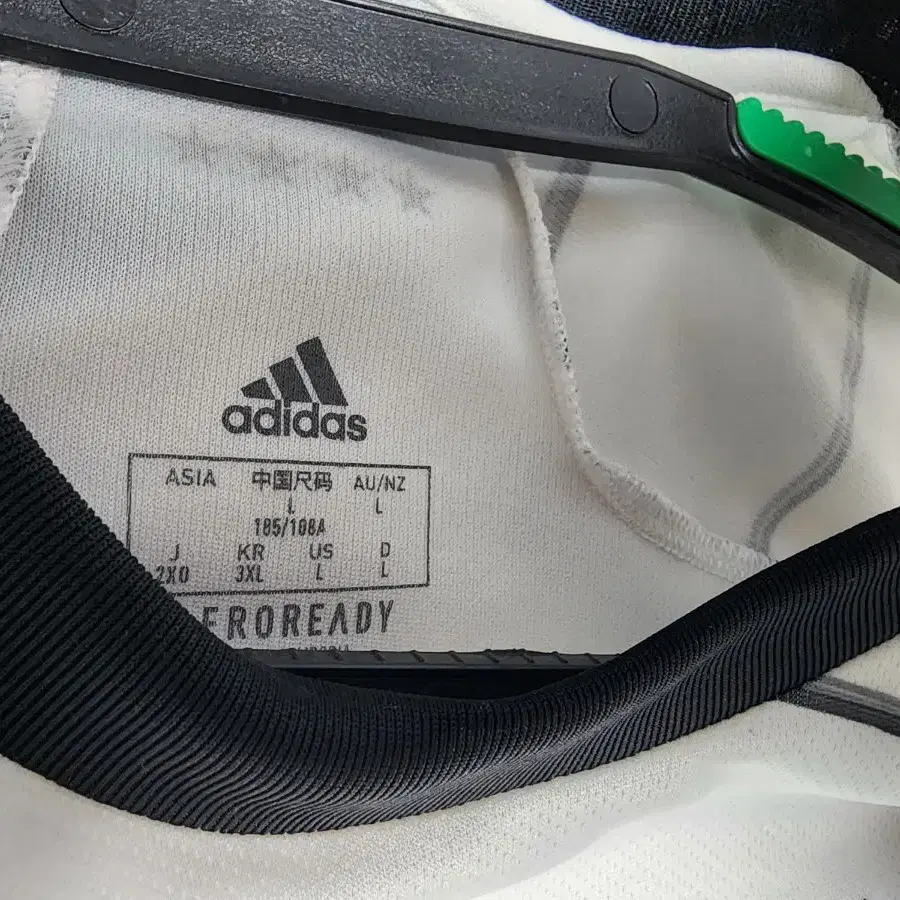 adidas
ASIA 中国尺码 AU/NZ
L L
185/108A
J KR US D
2XO 3XL L L
EROREADY